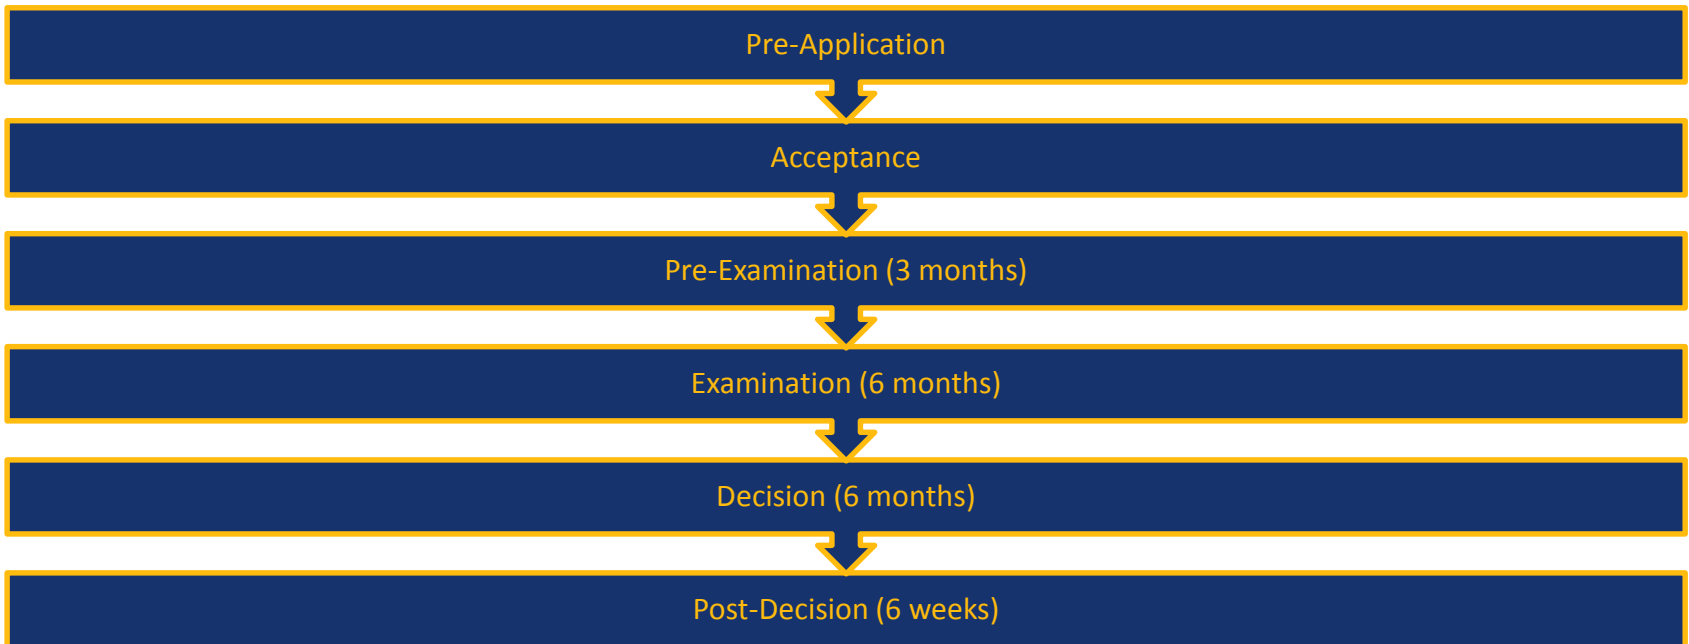 Pre-Application
Acceptance
Pre-Examination (3 months)
Examination (6 months)
Decision (6 months)
Post-Decision (6 weeks)